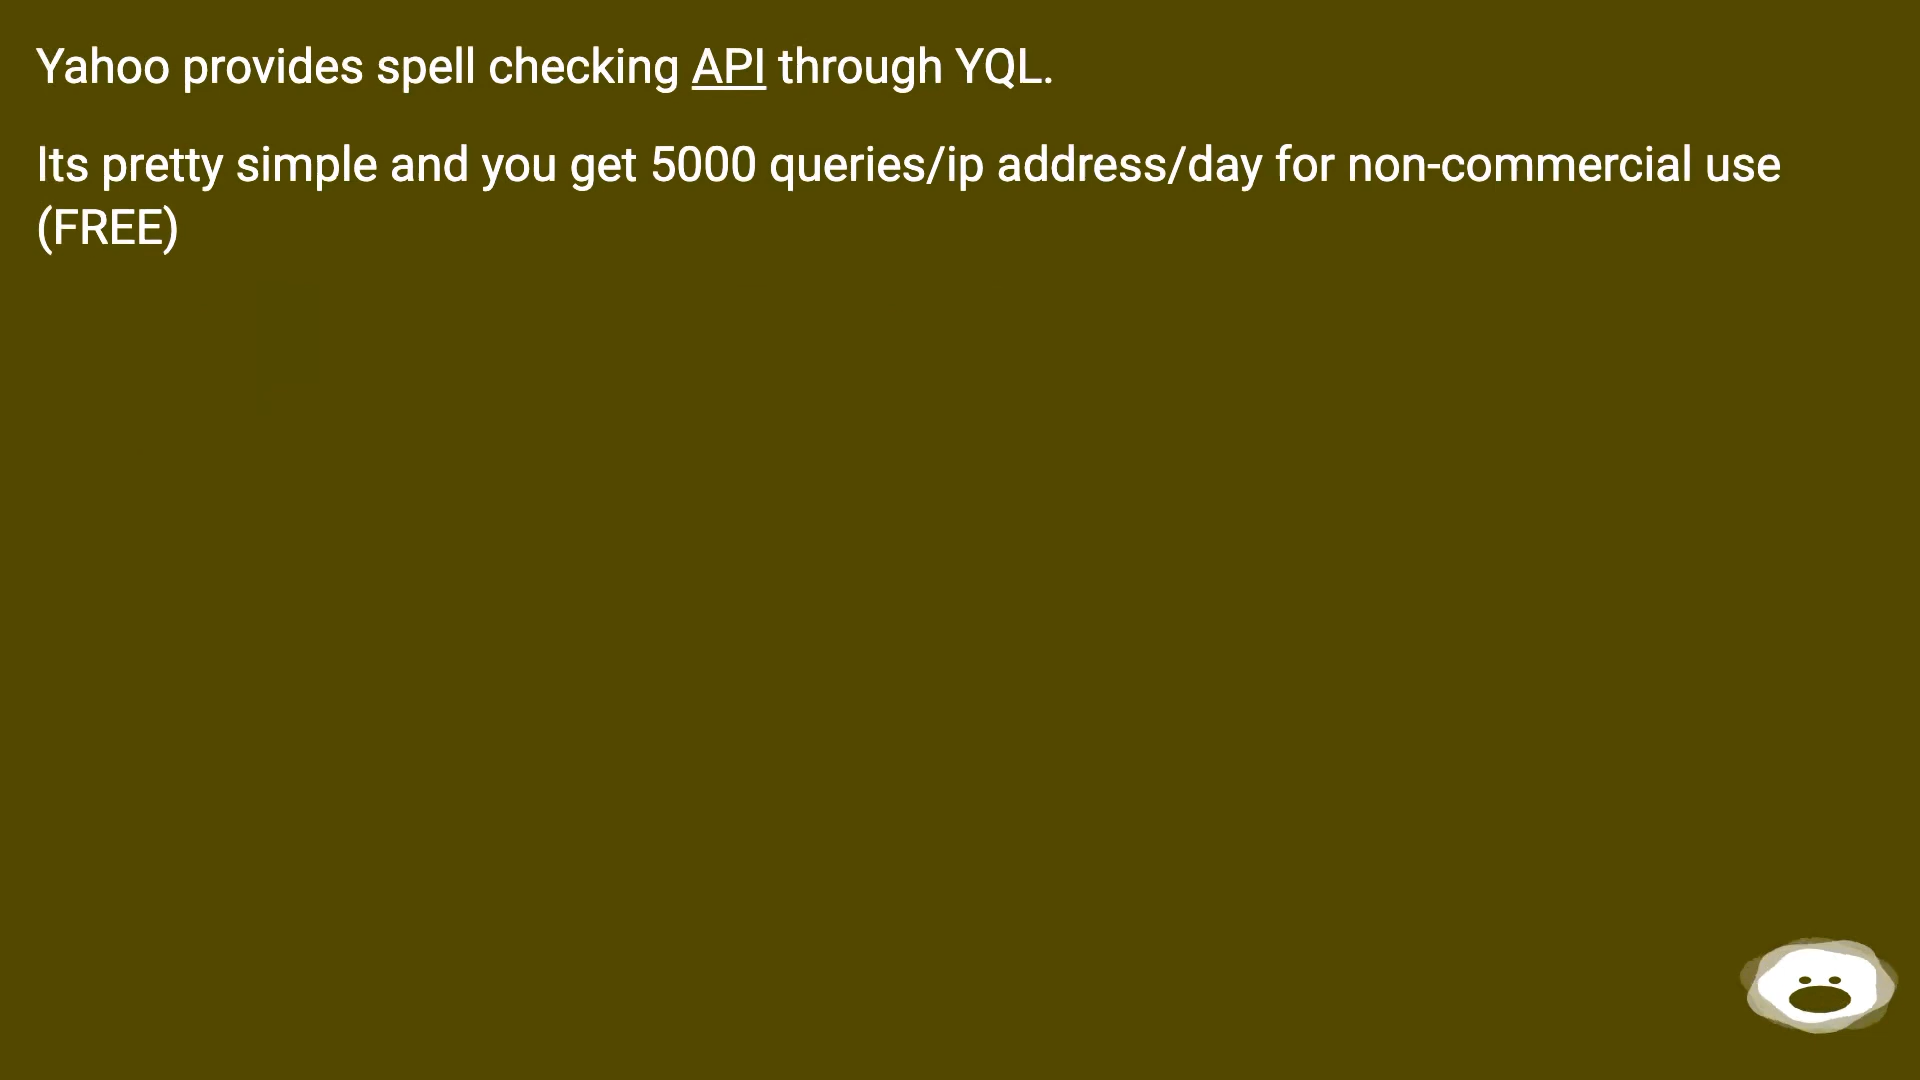 Yahoo provides spell checking API through YQL.
Its pretty simple and you get 5000 queries/ip address/day for non-commercial use
(FREE)